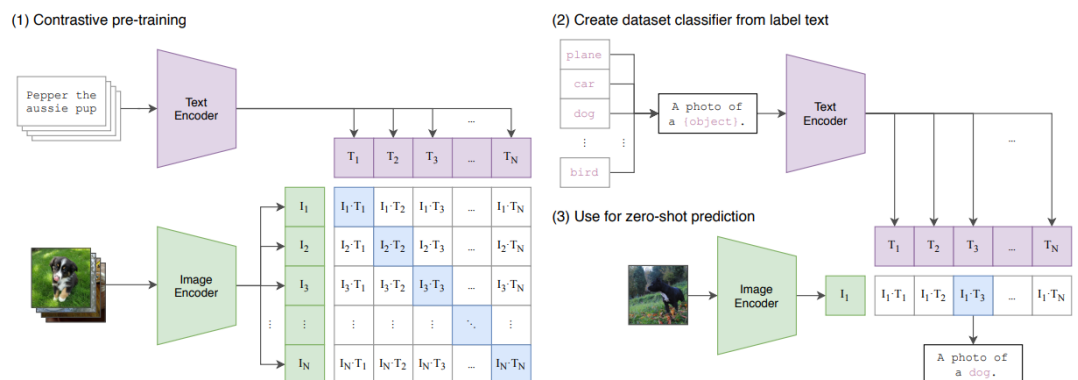 (1) Contrastive pre-training
Pepper the
aussie pup
Text
Encoder
...
T1 T2 T3 ... TN
I1 I1·T1 I1·T2 I1·T3 ... I1·TN
I2 I2·T1 I2·T2 I2·T3 ... I2·TN
Image
Encoder
I3 I3·T1 I3·T2 I3·T3 ... I3·TN
⋮ ⋮ ⋮ ⋮ ⋮ ⋱ ⋮
IN IN·T1 IN·T2 IN·T3 ... IN·TN
(2) Create dataset classifier from label text
plane
car
dog
⋮ ⋮
bird
A photo of
a {object}.
Text
Encoder
...
(3) Use for zero-shot prediction
Image
Encoder
T1 T2 T3 ... TN
I1 I1·T1 I1·T2 I1·T3 ... I1·TN
A photo of
a dog.